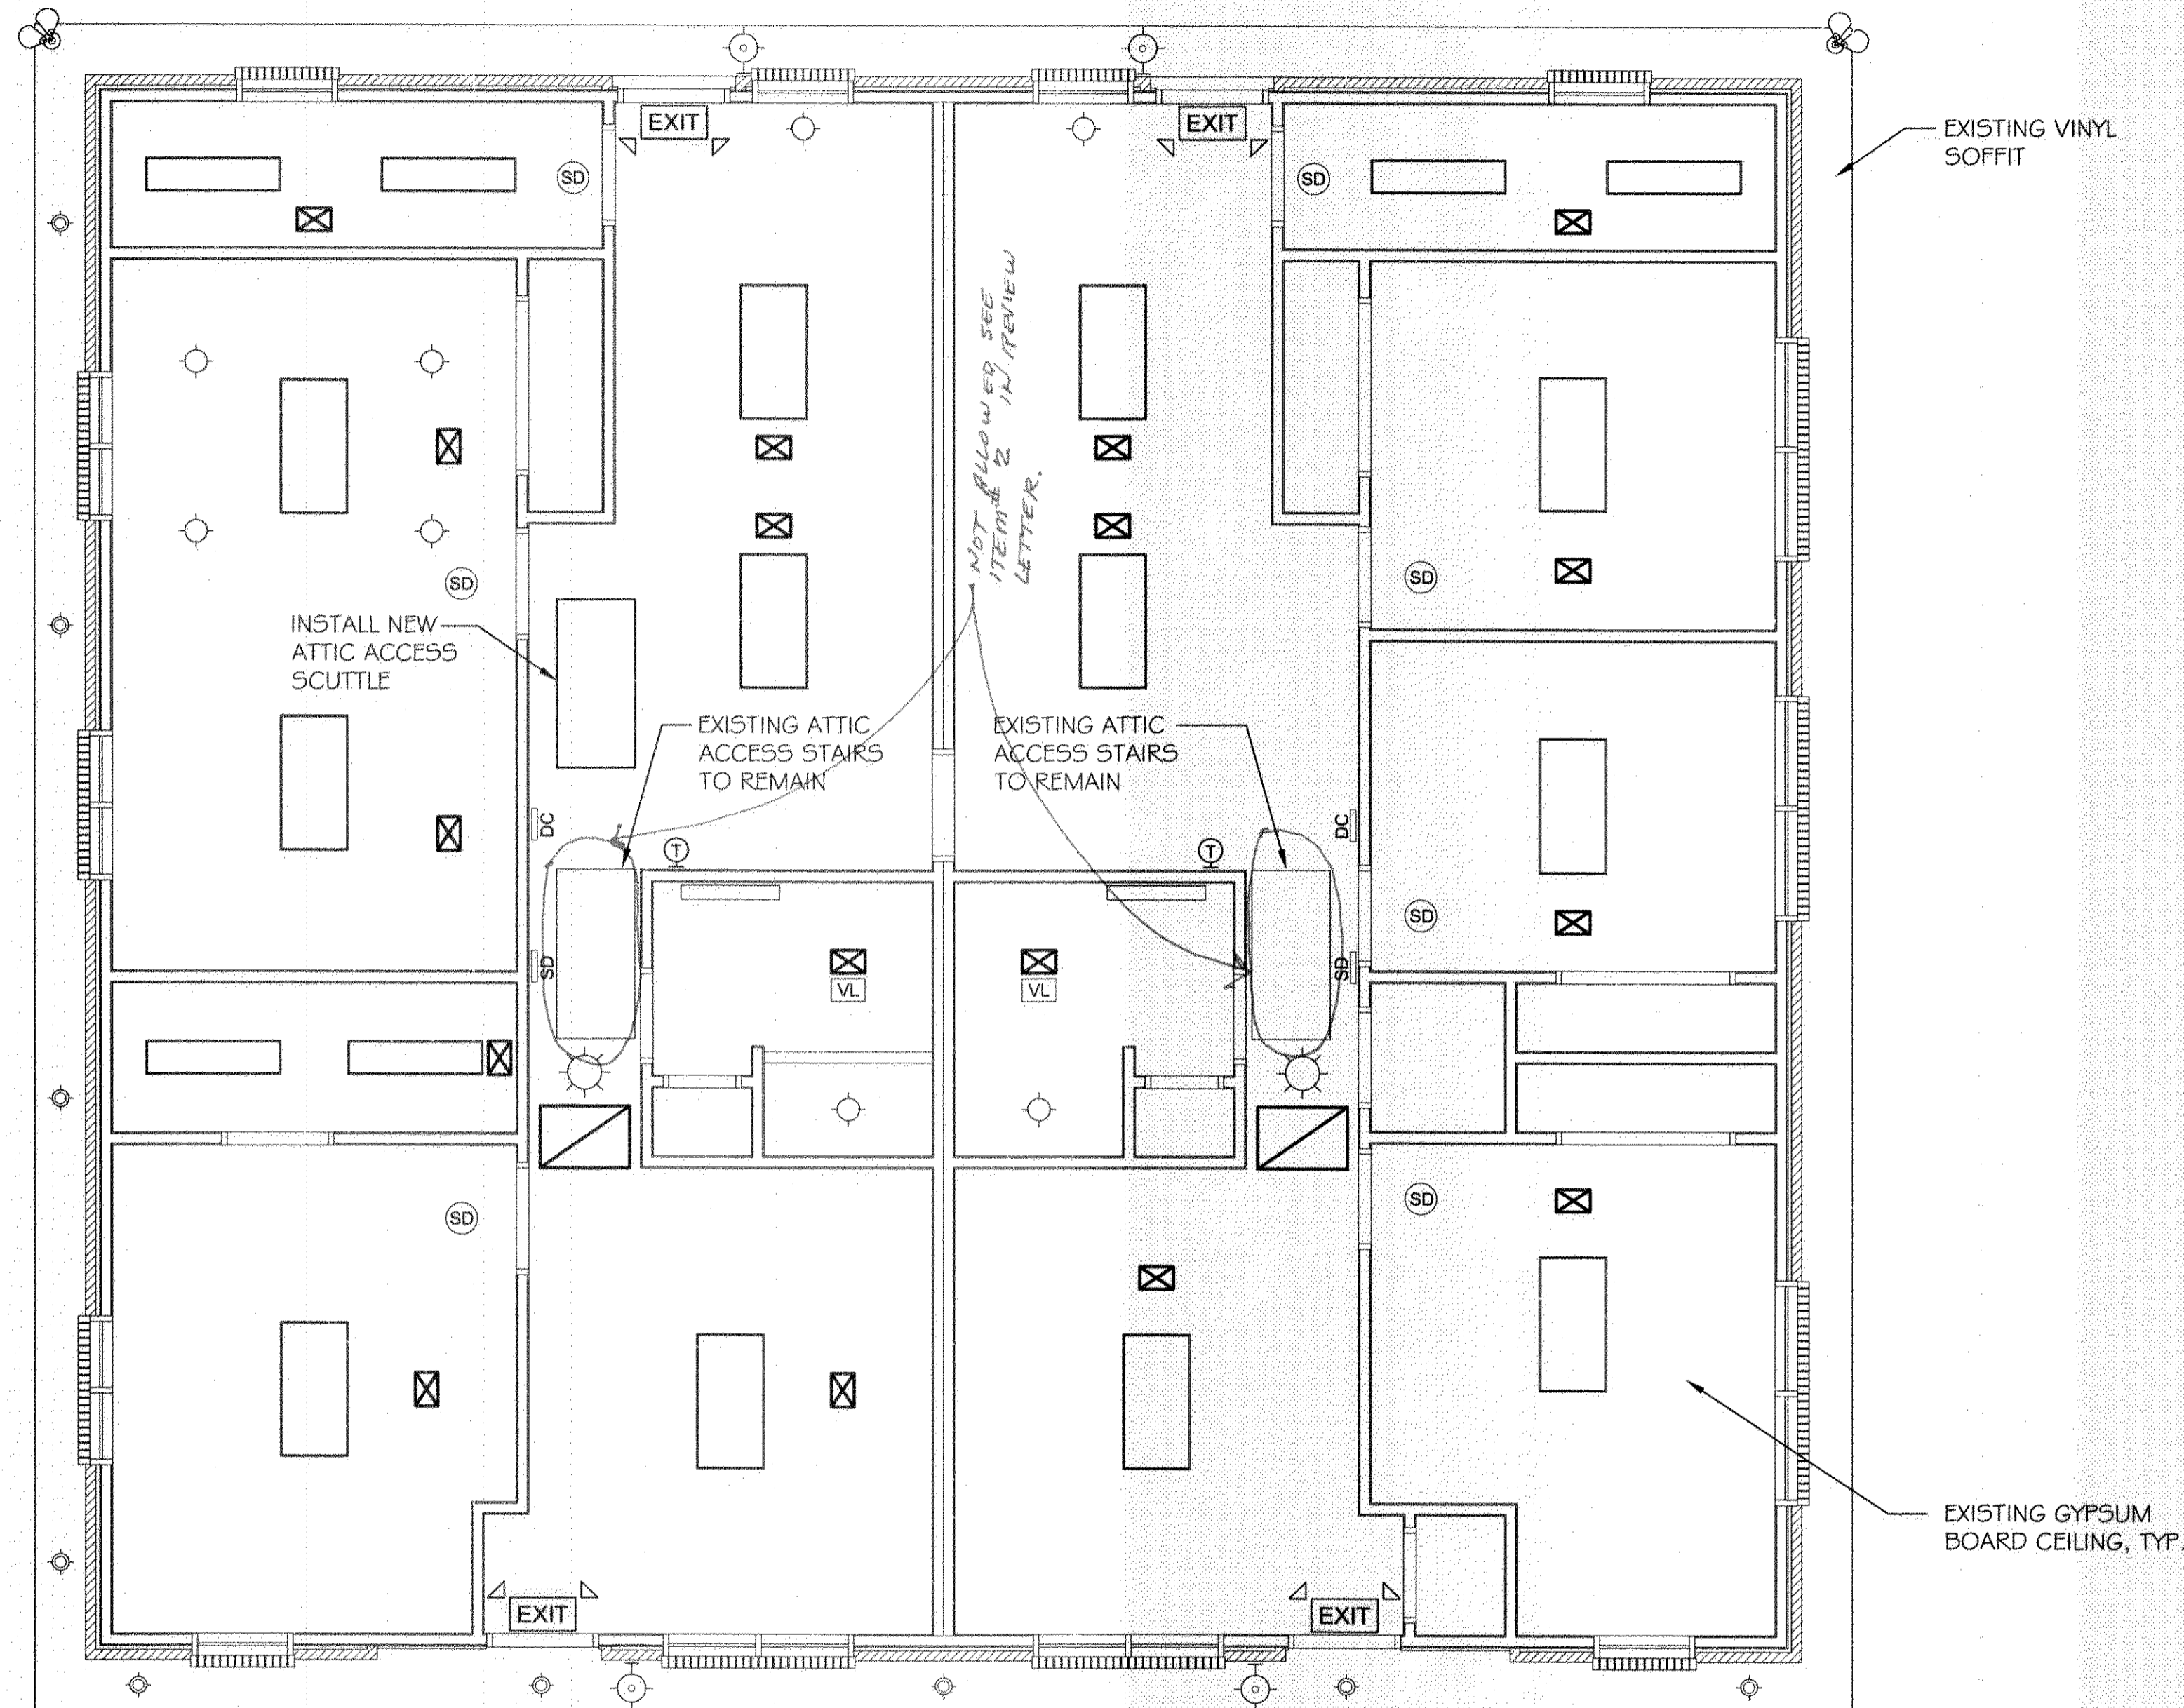 EXIT
EXIT
EXISTING VINYL
SOFFIT
SD
SD
NOT ALLOWED, SEE
ITEM# 2 IN REVIEW
LETTER.
SD
SD
INSTALL NEW
ATTIC ACCESS
SCUTTLE
EXISTING ATTIC
ACCESS STAIRS
TO REMAIN
EXISTING ATTIC
ACCESS STAIRS
TO REMAIN
DC
DC
T
T
SD
SD
SD
VL
VL
SD
SD
EXISTING GYPSUM
BOARD CEILING, TYP.
EXIT
EXIT